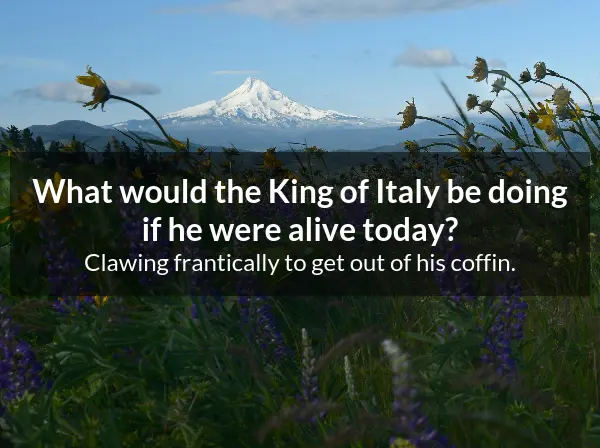 What would the King of Italy be doing
if he were alive today?
Clawing frantically to get out of his coffin.